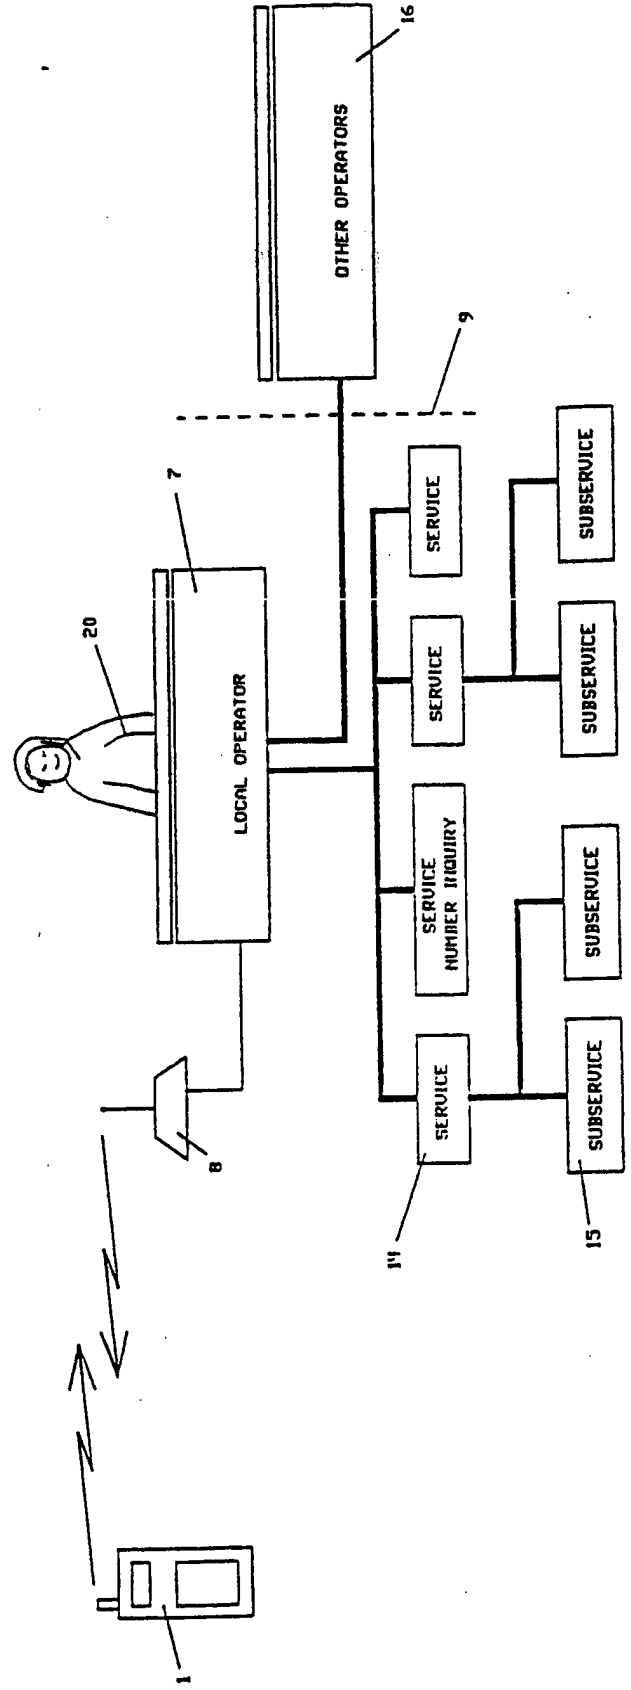 20
7
16
LOCAL OPERATOR
OTHER OPERATORS
8
9
1
14
SERVICE
SERVICE
NUMBER INQUIRY
SERVICE
SERVICE
15
SUBSERVICE
SUBSERVICE
SUBSERVICE
SUBSERVICE